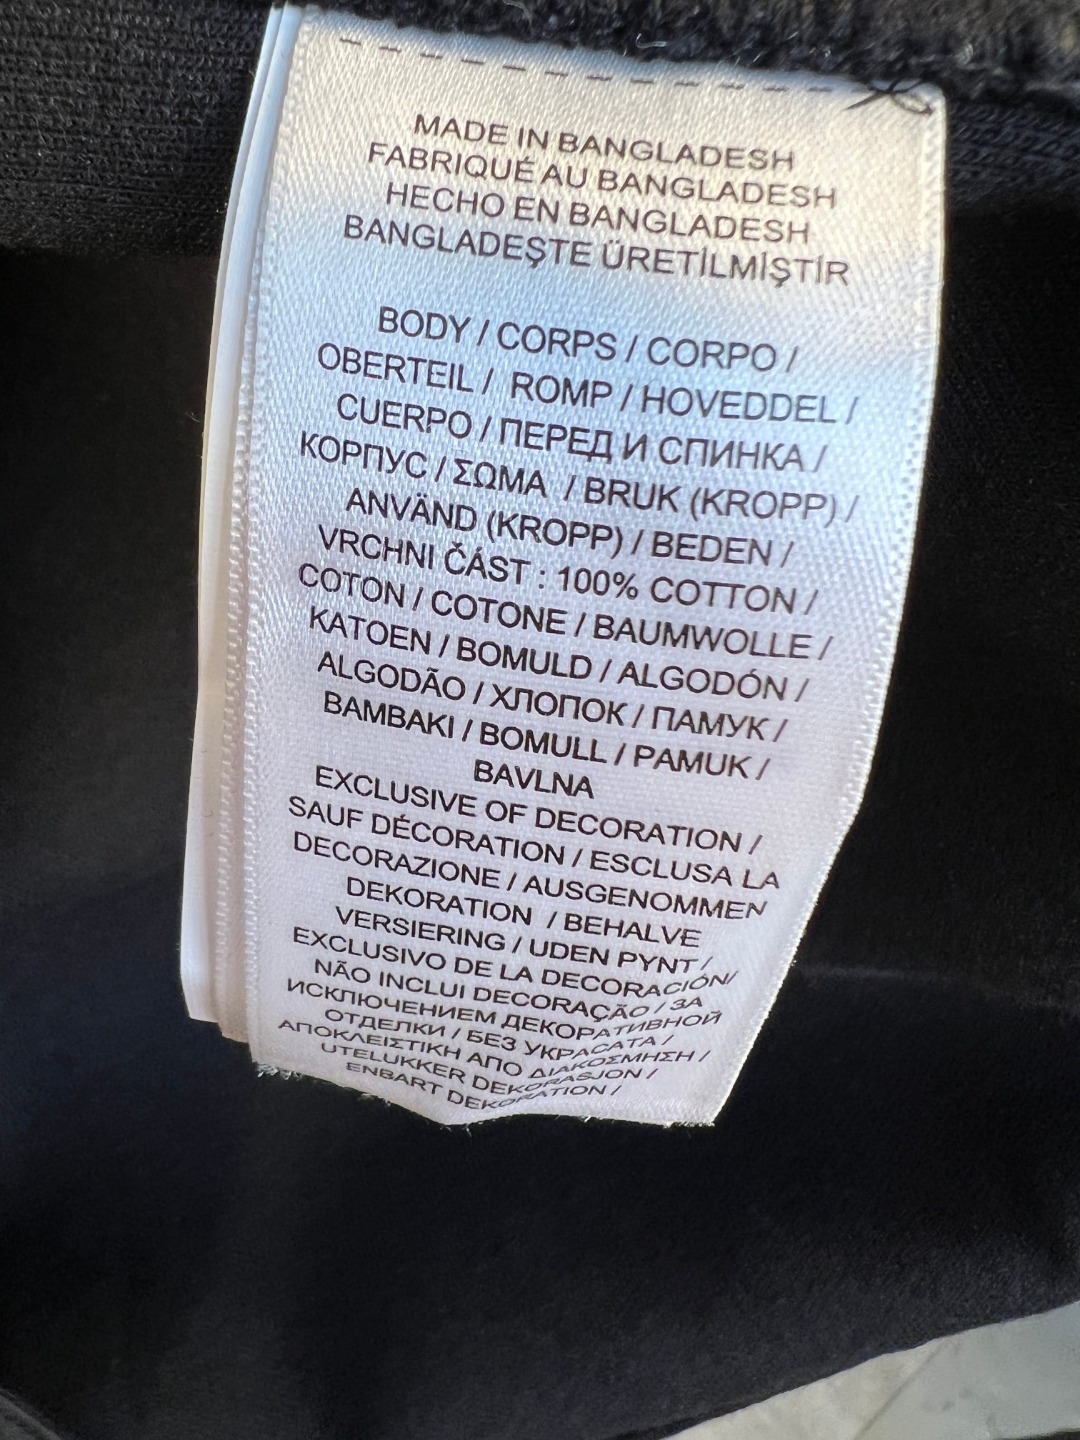 MADE IN BANGLADESH
FABRIQUÉ AU BANGLADESH
HECHO EN BANGLADESH
BANGLADEŞTE ÜRETİLMİŞTİR
BODY / CORPS / CORPO /
OBERTEIL / ROMP / HOVEDDEL /
CUERPO / ПЕРЕД И СПИНКА /
КОРПУС / ΣΩΜΑ / BRUK (KROPP) /
ANVÄND (KROPP) / BEDEN /
VRCHNI ČÁST : 100% COTTON /
COTON / COTONE / BAUMWOLLE /
KATOEN / BOMULD / ALGODÓN /
ALGODÃO / ХЛОПОК / ПАМУК /
BAMBAKI / BOMULL / PAMUK /
BAVLNA
EXCLUSIVE OF DECORATION /
SAUF DÉCORATION / ESCLUSA LA
DECORAZIONE / AUSGENOMMEN
DEKORATION / BEHALVE
VERSIERING / UDEN PYNT /
EXCLUSIVO DE LA DECORACIÓN/
NÃO INCLUI DECORAÇÃO / ЗА
ИСКЛЮЧЕНИЕМ ДЕКОРАТИВНОЙ
ОТДЕЛКИ / БЕЗ УКРАСАТА /
ΑΠΟΚΛΕΙΣΤΙΚΗ ΑΠΟ ΔΙΑΚΟΣΜΗΣΗ /
UTELUKKER DEKORASJON /
ENBART DEKORATION /